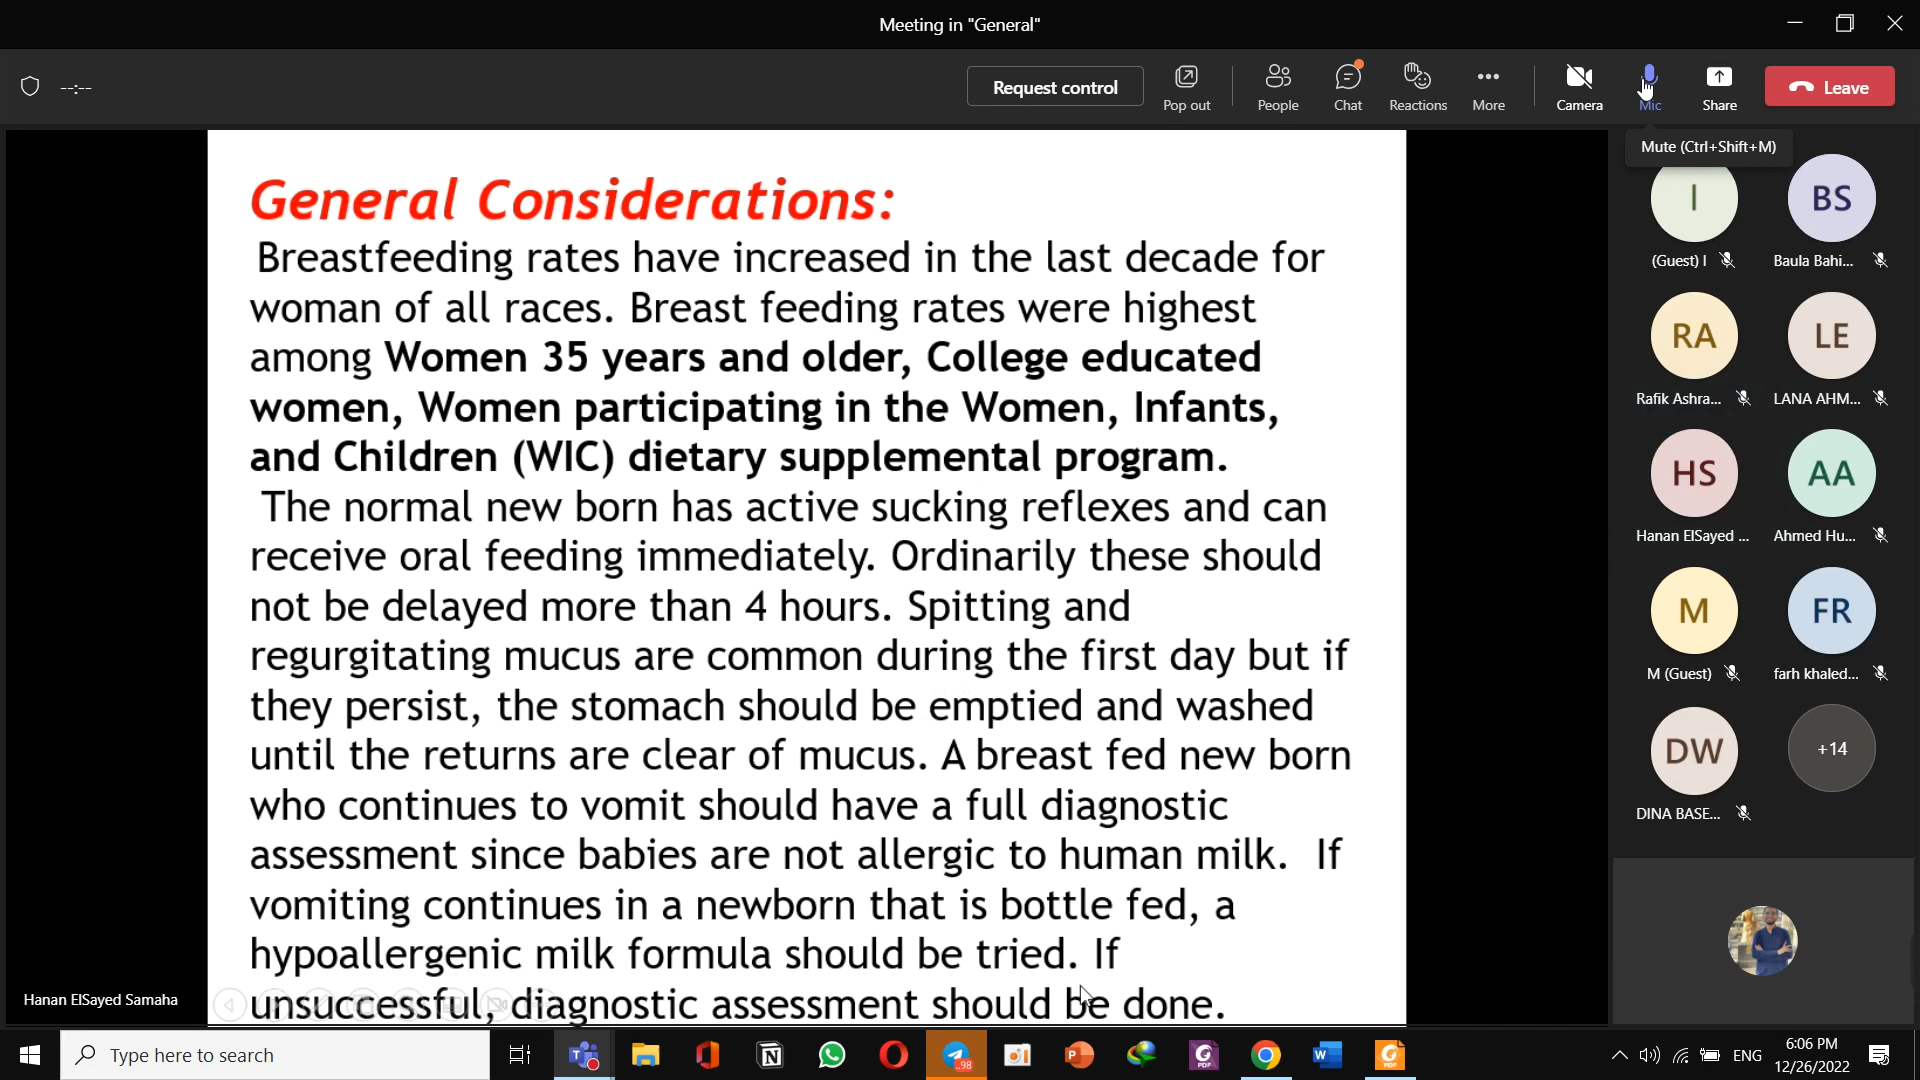 Meeting in "General"
--:--
Request control
Pop out
People
Chat
Reactions
More
Camera
Mic
Share
Leave
Mute (Ctrl+Shift+M)
General Considerations:
Breastfeeding rates have increased in the last decade for
woman of all races. Breast feeding rates were highest
among Women 35 years and older, College educated
women, Women participating in the Women, Infants,
and Children (WIC) dietary supplemental program.
The normal new born has active sucking reflexes and can
receive oral feeding immediately. Ordinarily these should
not be delayed more than 4 hours. Spitting and
regurgitating mucus are common during the first day but if
they persist, the stomach should be emptied and washed
until the returns are clear of mucus. A breast fed new born
who continues to vomit should have a full diagnostic
assessment since babies are not allergic to human milk. If
vomiting continues in a newborn that is bottle fed, a
hypoallergenic milk formula should be tried. If
unsuccessful, diagnostic assessment should be done.
Hanan ElSayed Samaha
I
BS
(Guest) I
Baula Bahi...
RA
LE
Rafik Ashra...
LANA AHM...
HS
AA
Hanan ElSayed ...
Ahmed Hu...
M
FR
M (Guest)
farh khaled...
DW
+14
DINA BASE...
Type here to search
..98
ENG
6:06 PM
12/26/2022